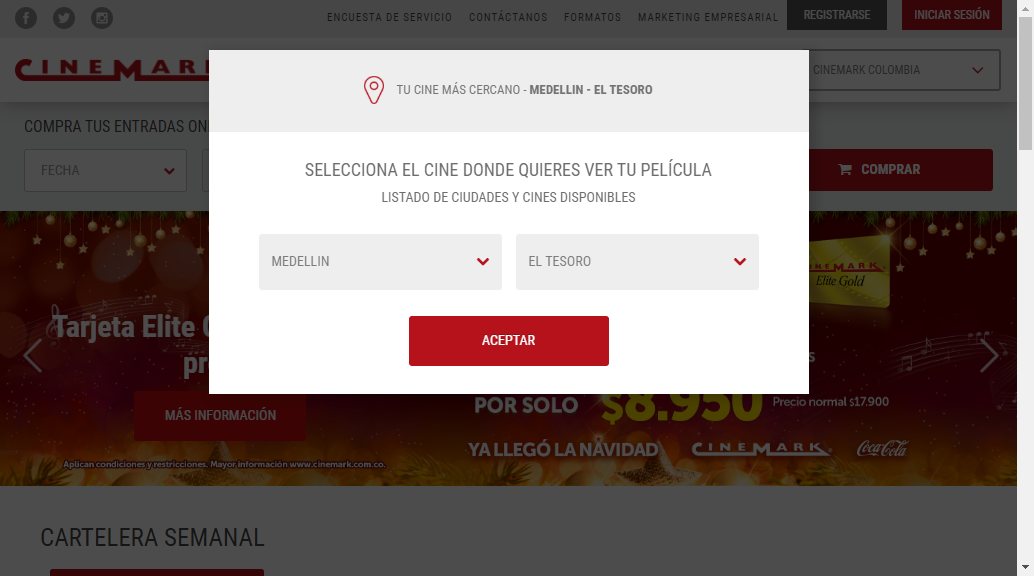 ENCUESTA DE SERVICIO CONTÁCTANOS FORMATOS MARKETING EMPRESARIAL REGISTRARSE INICIAR SESIÓN
CINEMARK
CINEMARK COLOMBIA
TU CINE MÁS CERCANO - MEDELLIN - EL TESORO
COMPRA TUS ENTRADAS
FECHA
COMPRAR
SELECCIONA EL CINE DONDE QUIERES VER TU PELÍCULA
LISTADO DE CIUDADES Y CINES DISPONIBLES
MEDELLIN
EL TESORO
ACEPTAR
CINEMARK
Elite Gold
Tarjeta Elite
MÁS INFORMACIÓN
POR SOLO $8.950 Precio normal $17.900
YA LLEGÓ LA NAVIDAD CINEMARK Coca-Cola
Aplican condiciones y restricciones. Mayor información www.cinemark.com.co.
CARTELERA SEMANAL